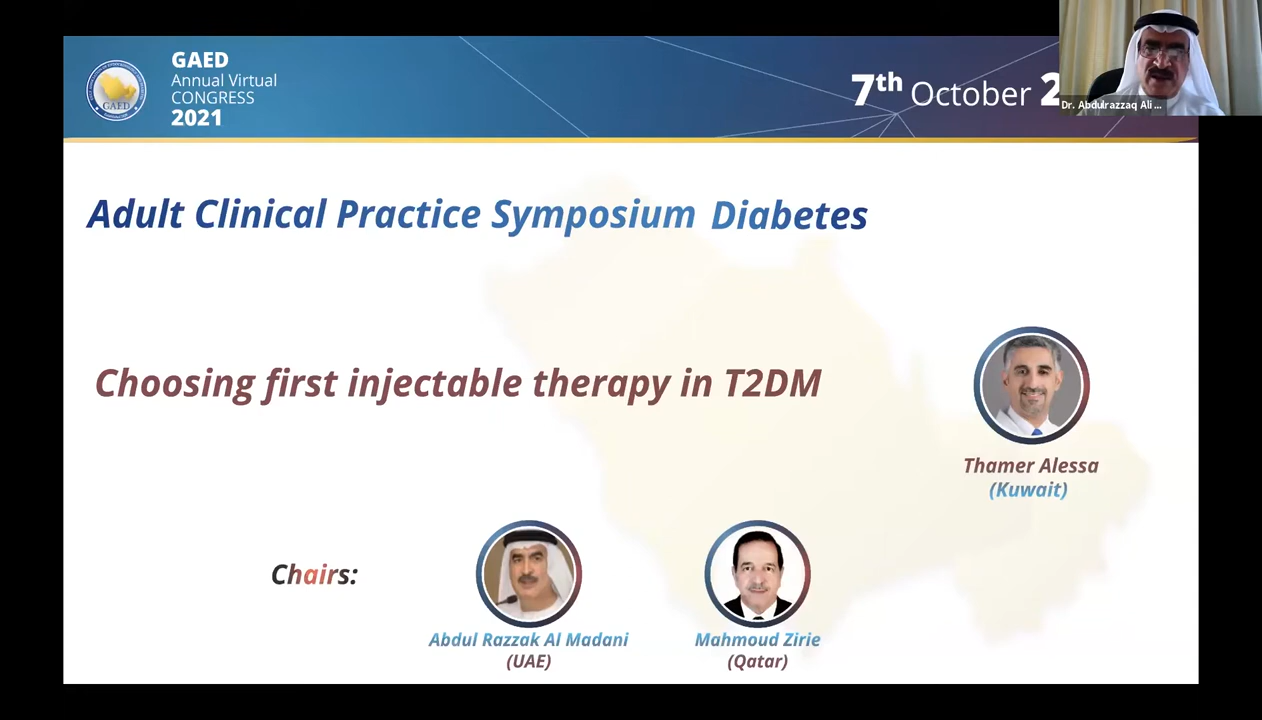 GAED
Annual Virtual
CONGRESS
2021
GAED
7th October 2
Dr. Abdulrazzaq Ali ...
Adult Clinical Practice Symposium Diabetes
Choosing first injectable therapy in T2DM
Thamer Alessa
(Kuwait)
Chairs:
Abdul Razzak Al Madani
(UAE)
Mahmoud Zirie
(Qatar)